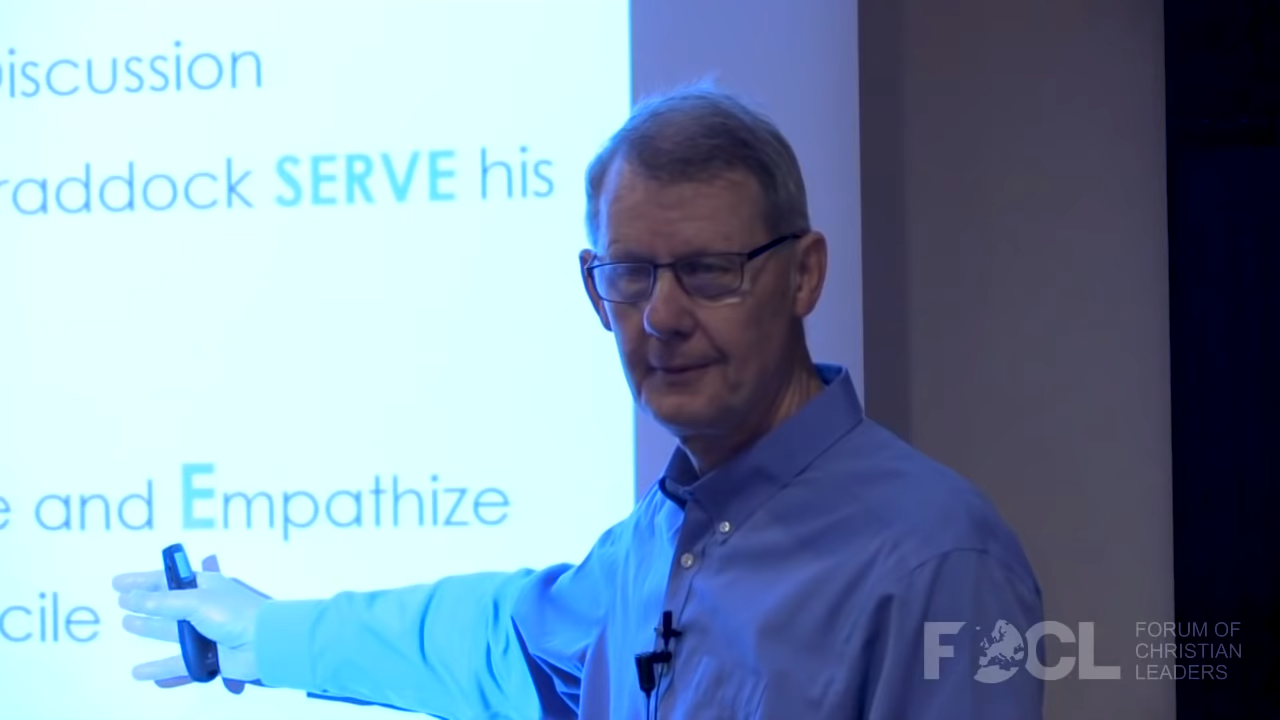 iscussion
raddock SERVE his
e and Empathize
cile
FOCL FORUM OF
CHRISTIAN
LEADERS